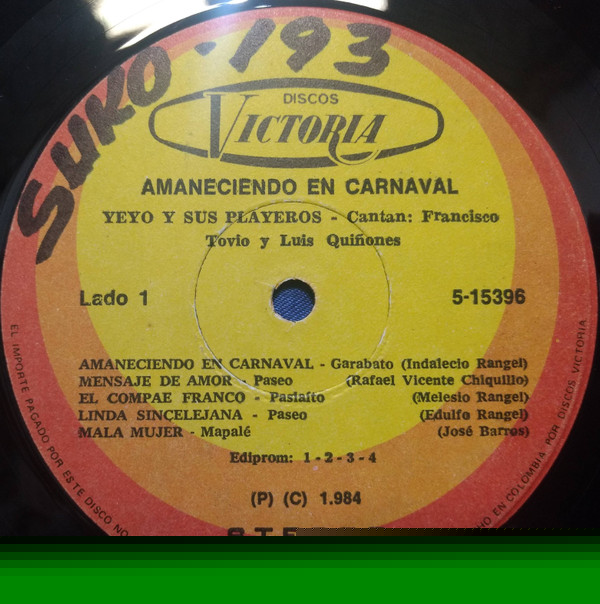 SUKO · 193
DISCOS
VICTORIA
AMANECIENDO EN CARNAVAL
YEYO Y SUS PLAYEROS - Cantan: Francisco
Tovio y Luis Quiñones
Lado 1
5-15396
AMANECIENDO EN CARNAVAL - Garabato (Indalecio Rangel)
MENSAJE DE AMOR - Paseo (Rafael Vicente Chiquillo)
EL COMPAE FRANCO - Pasiaito (Melesio Rangel)
LINDA SINCELEJANA - Paseo (Edulfo Rangel)
MALA MUJER - Mapalé (José Barros)
Ediprom: 1 - 2 - 3 - 4
(P) (C) 1.984
EL IMPORTE PAGADO POR ESTE DISCO NO
EN COLOMBIA POR DISCOS VICTORIA